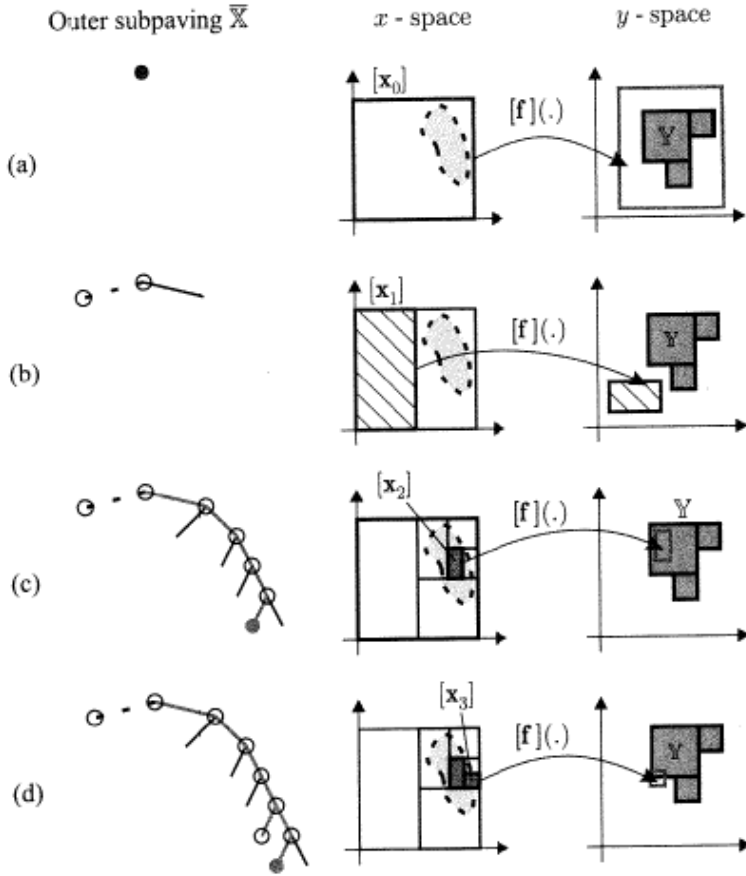 Outer subpaving 𝕏̅ x - space y - space
(a) [x₀] [f](.) 𝕐
(b) [x₁] [f](.) 𝕐
(c) [x₂] [f](.) 𝕐
(d) [x₃] [f](.) 𝕐